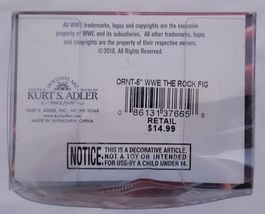 All WWE trademarks, logos and copyrights are the exclusive
property of WWE and its subsidiaries. All other trademarks, logos
and copyrights are the property of their respective owners.
©2016. All Rights Reserved.
HOLIDAYS ARE
KURT S. ADLER
KURT S. ADLER, INC., NY, NY 10168
www.kurtadler.com
MADE IN SHENZHEN, CHINA
ORNT-5" WWE THE ROCK FIG
0 86131 37665 8
RETAIL
$14.99
NOTICE
THIS IS A DECORATIVE ARTICLE.
NOT A TOY OR INTENDED
FOR USE BY A CHILD UNDER 14.